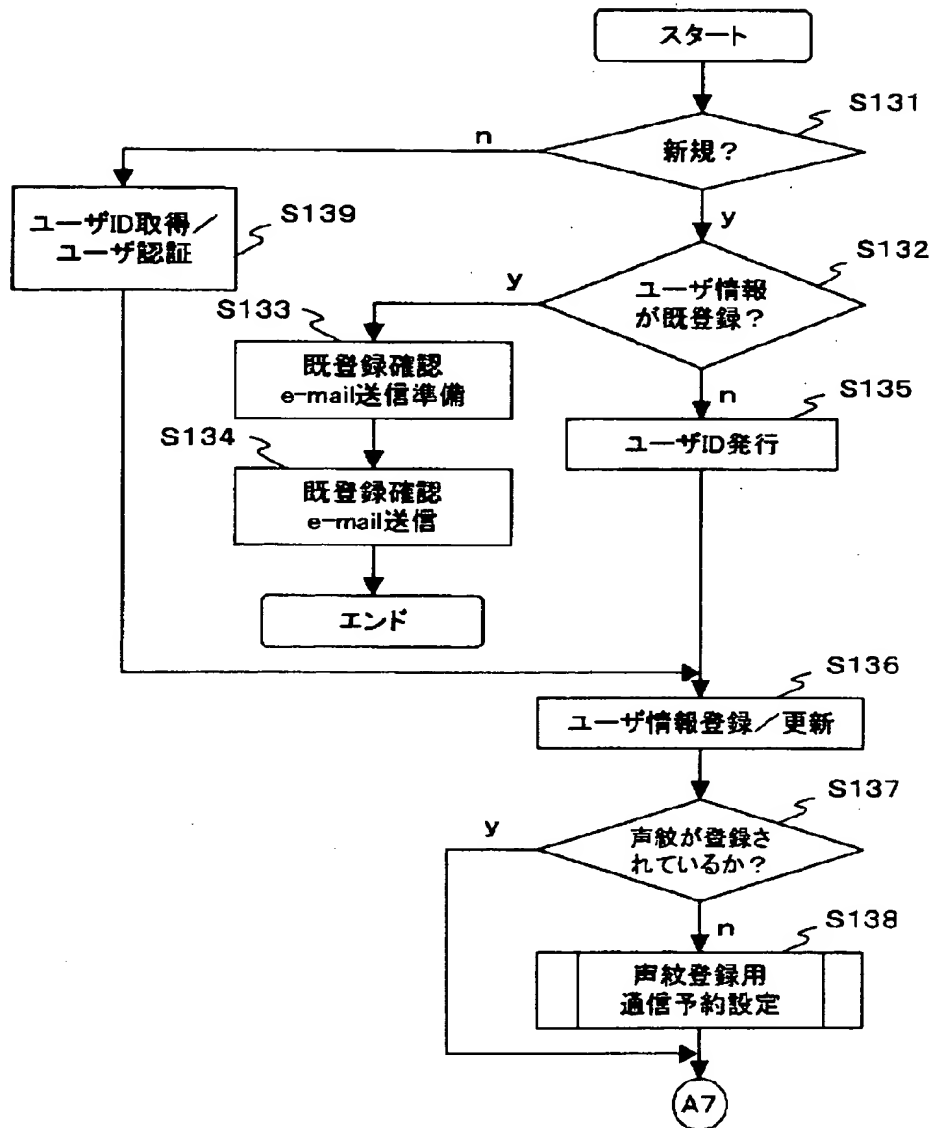 スタート
S131
新規？
n
y
ユーザID取得／
ユーザ認証
S139
S132
ユーザ情報
が既登録？
y
n
S133
既登録確認
e-mail送信準備
S135
ユーザID発行
S134
既登録確認
e-mail送信
エンド
S136
ユーザ情報登録／更新
S137
声紋が登録さ
れているか？
y
n
S138
声紋登録用
通信予約設定
A7